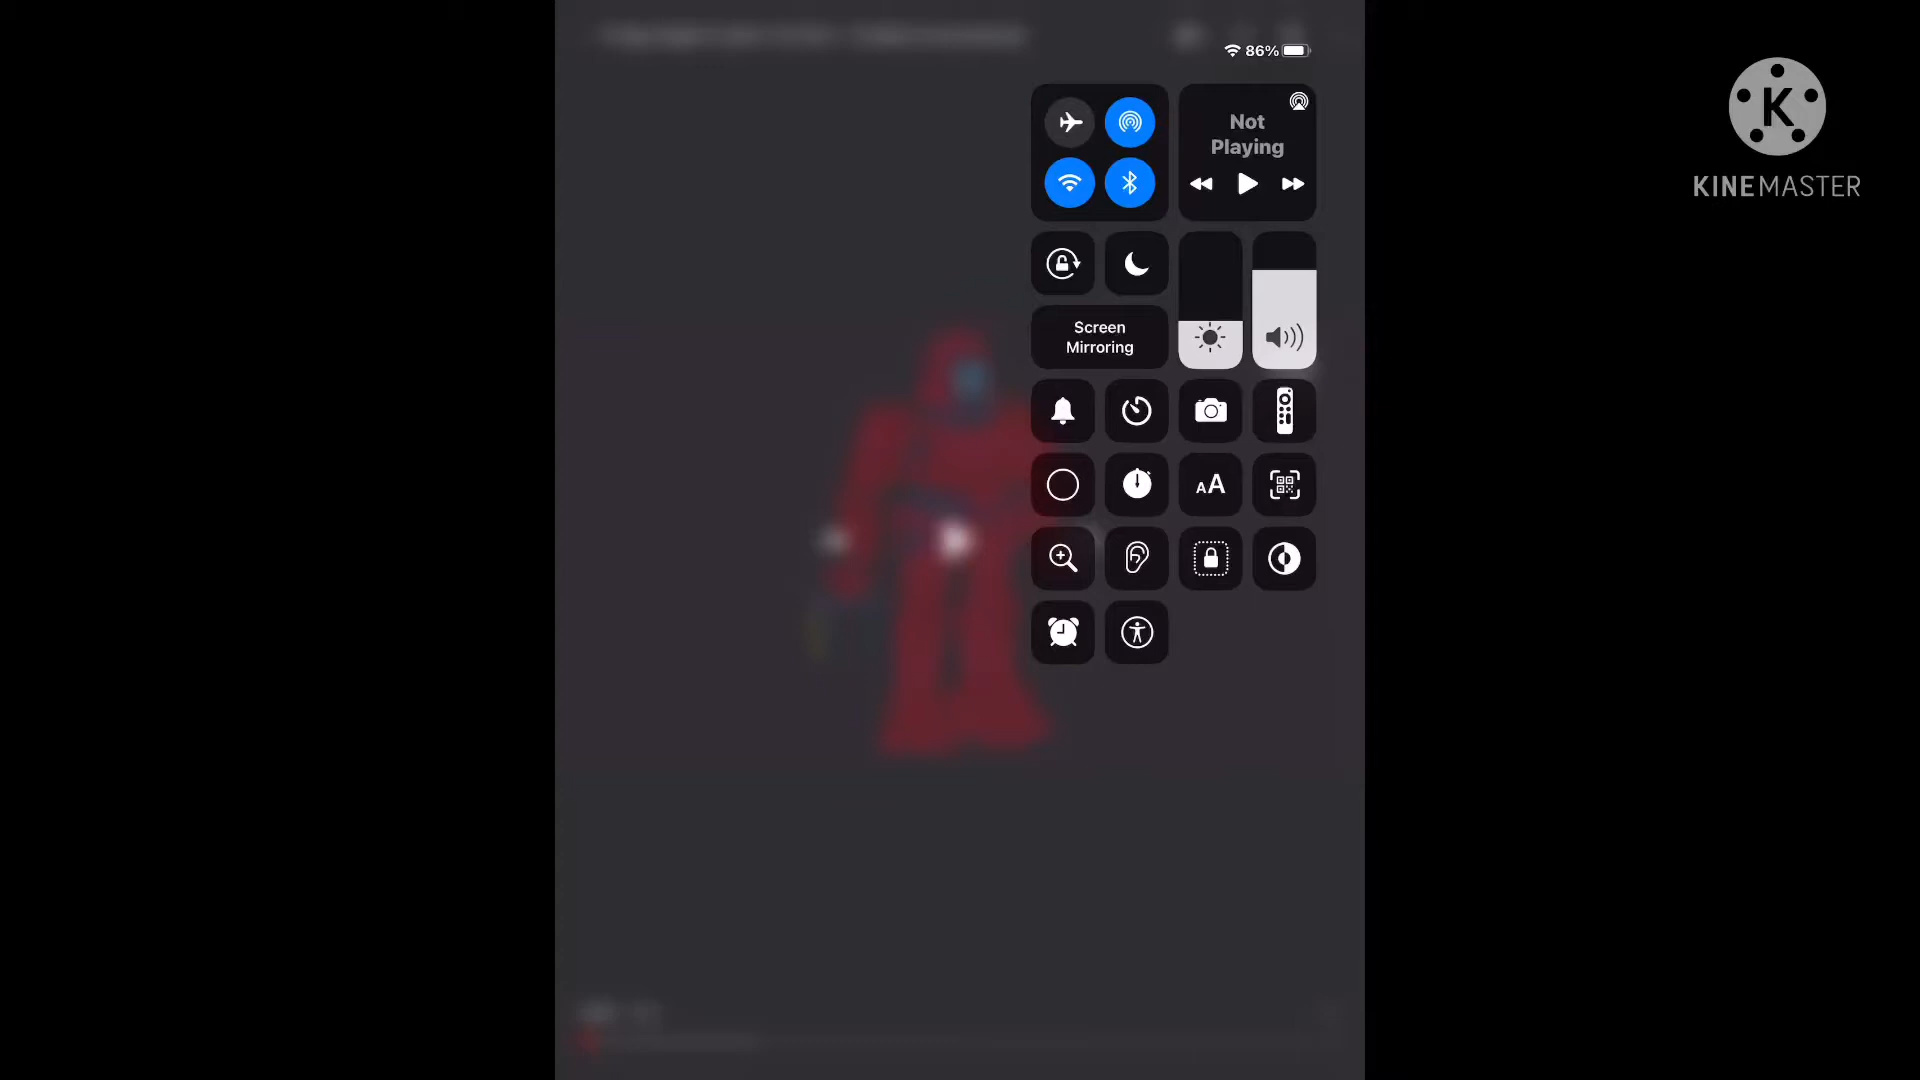 86%
Not
Playing
Screen
Mirroring
AA
K
KINEMASTER